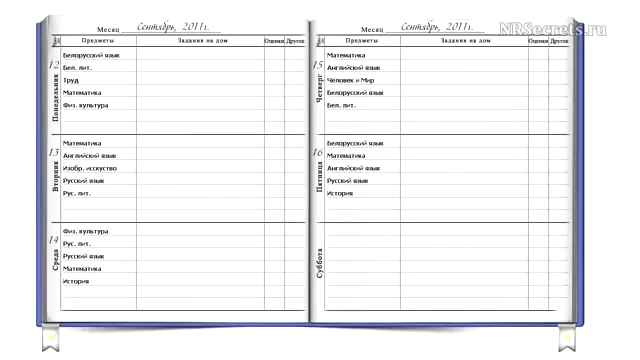 NRSecrets.ru
Месяц Сентябрь, 2011г.
Предметы Задания на дом Оценки Другое
12 Понедельник
Белорусский язык
Бел. лит.
Труд
Математика
Физ. культура
13 Вторник
Математика
Английский язык
Изобр. исскуство
Русский язык
Рус. лит.
14 Среда
Физ. культура
Рус. лит.
Русский язык
Математика
История
Месяц Сентябрь, 2011г.
Предметы Задания на дом Оценки Другое
15 Четверг
Математика
Английский язык
Человек и Мир
Белорусский язык
Бел. лит.
16 Пятница
Белорусский язык
Математика
Английский язык
Русский язык
История
Суббота